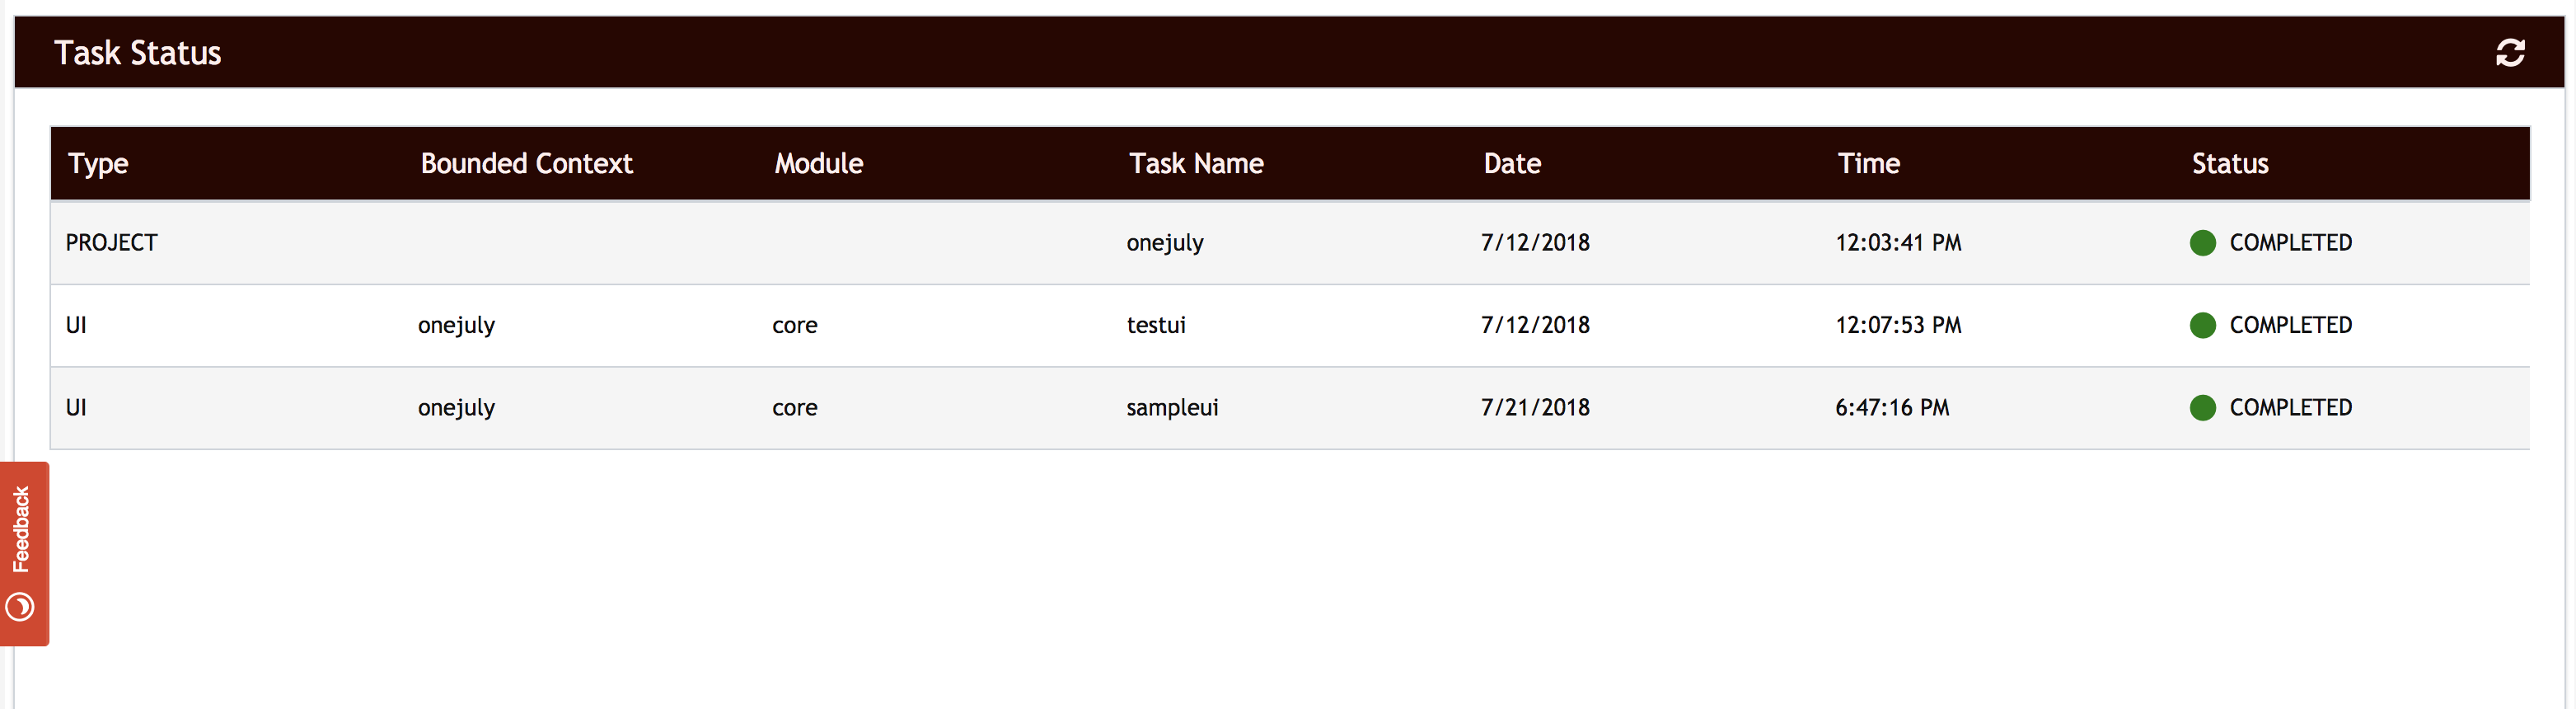 Task Status
Type Bounded Context Module Task Name Date Time Status
PROJECT onejuly 7/12/2018 12:03:41 PM COMPLETED
UI onejuly core testui 7/12/2018 12:07:53 PM COMPLETED
UI onejuly core sampleui 7/21/2018 6:47:16 PM COMPLETED
Feedback